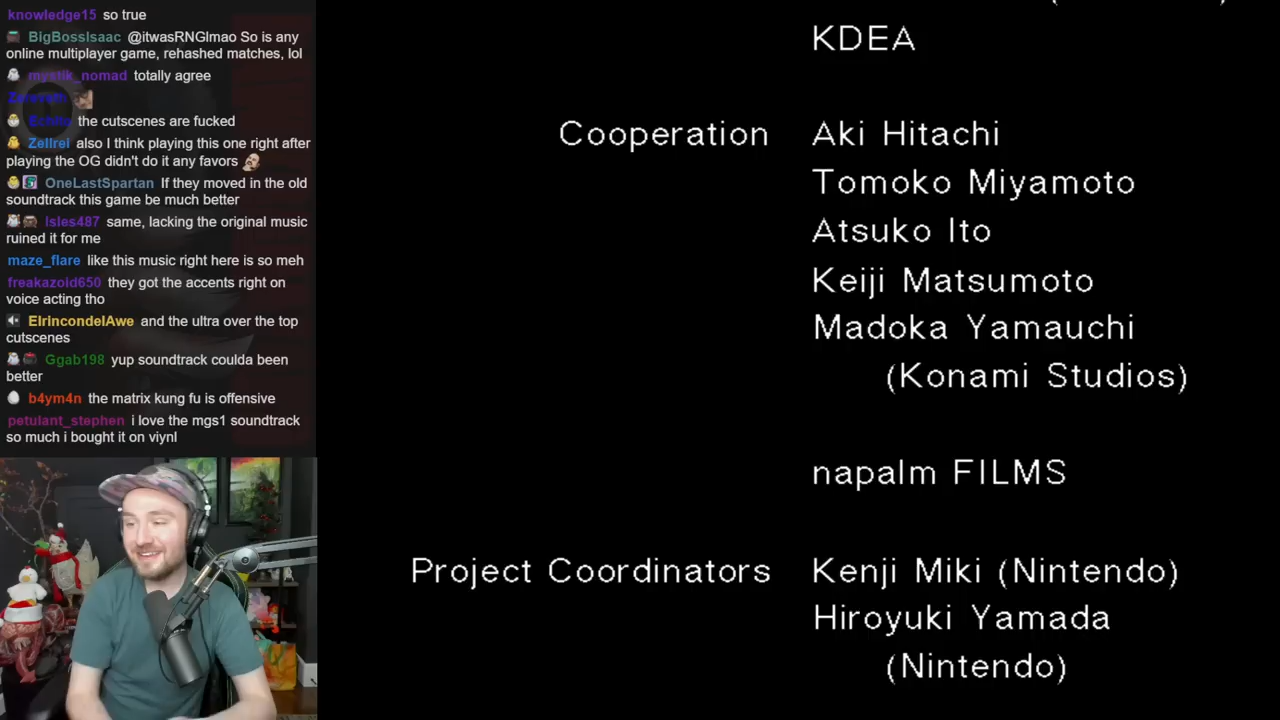 knowledge15 so true
BigBossIsaac @itwasRNGlmao So is any
online multiplayer game, rehashed matches, lol
mystik_nomad totally agree
the cutscenes are fucked
Zellrei also I think playing this one right after
playing the OG didn't do it any favors
OneLastSpartan If they moved in the old
soundtrack this game be much better
Isles487 same, lacking the original music
ruined it for me
maze_flare like this music right here is so meh
freakazoid650 they got the accents right on
voice acting tho
ElrincondelAwe and the ultra over the top
cutscenes
Ggab198 yup soundtrack coulda been
better
b4ym4n the matrix kung fu is offensive
petulant_stephen i love the mgs1 soundtrack
so much i bought it on viynl
KDEA
Cooperation Aki Hitachi
Tomoko Miyamoto
Atsuko Ito
Keiji Matsumoto
Madoka Yamauchi
(Konami Studios)
napalm FILMS
Project Coordinators Kenji Miki (Nintendo)
Hiroyuki Yamada
(Nintendo)